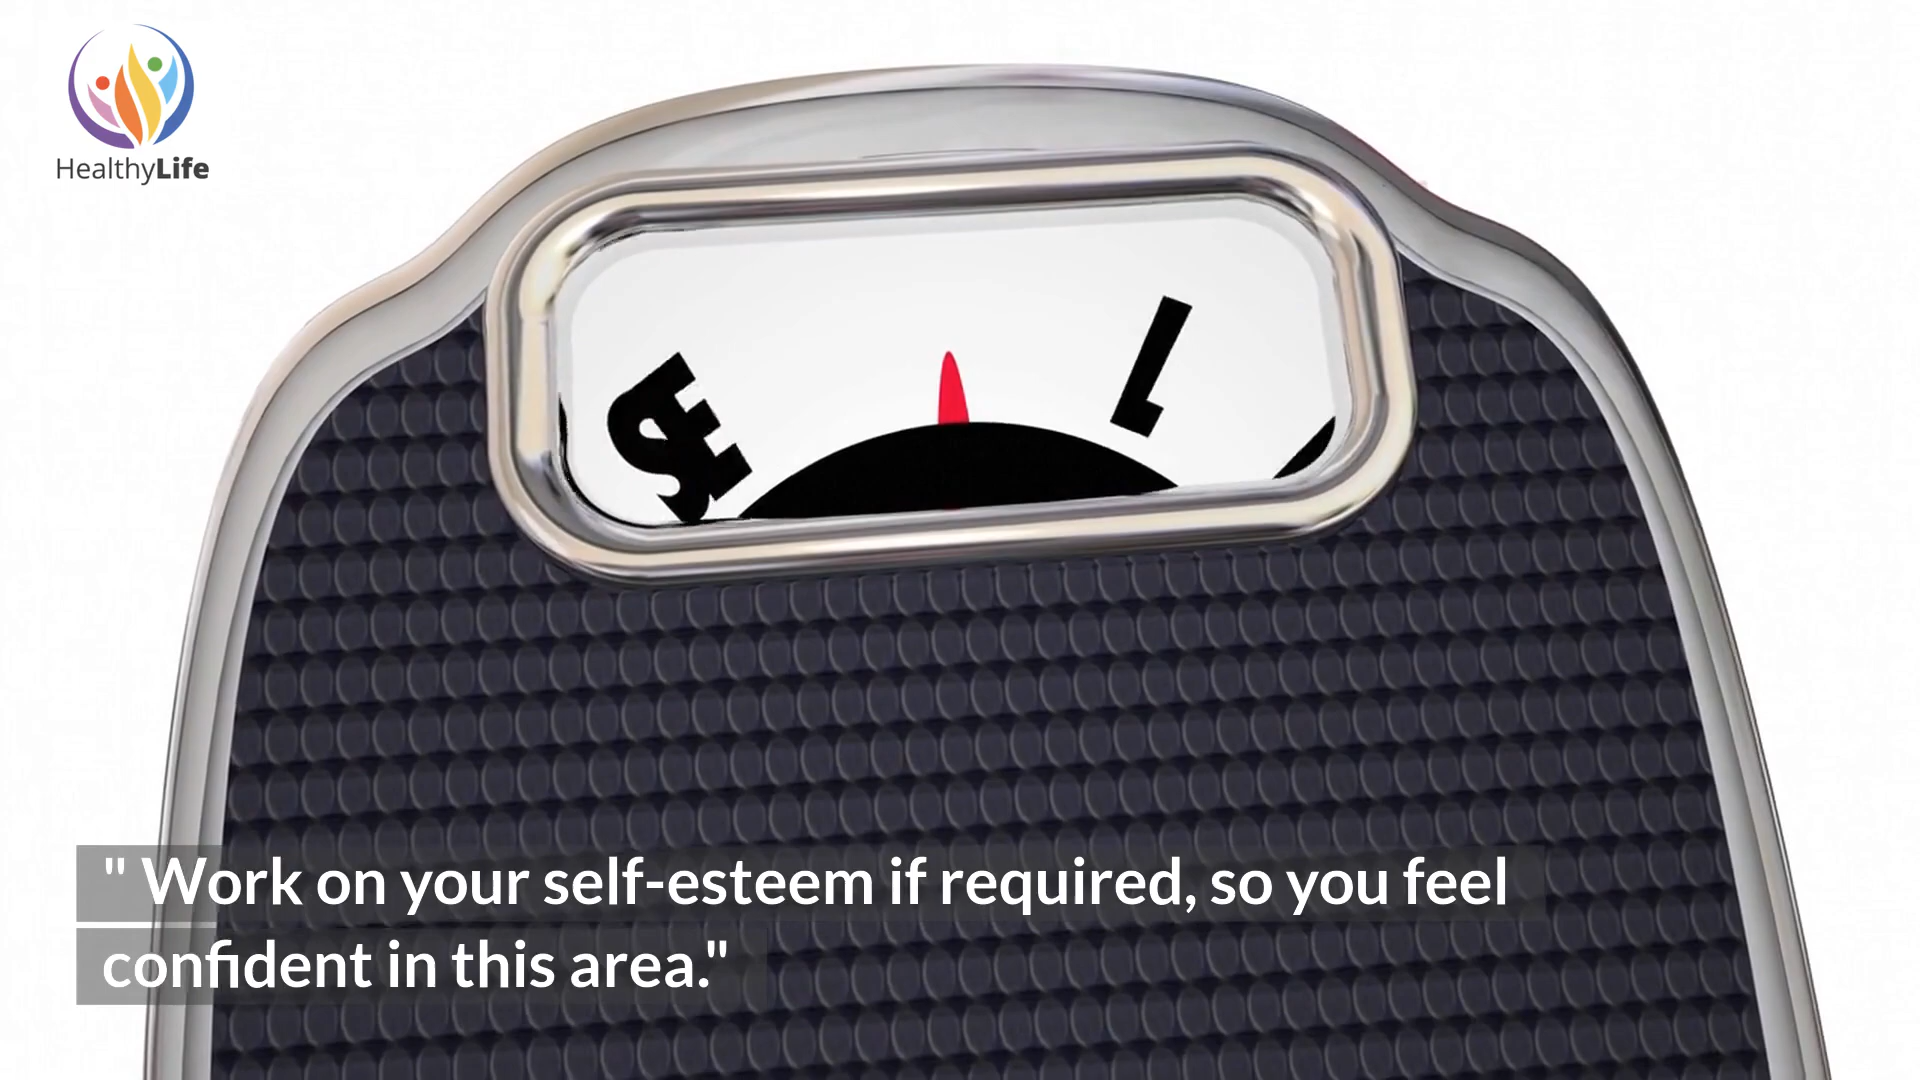 HealthyLife
" Work on your self-esteem if required, so you feel
confident in this area."